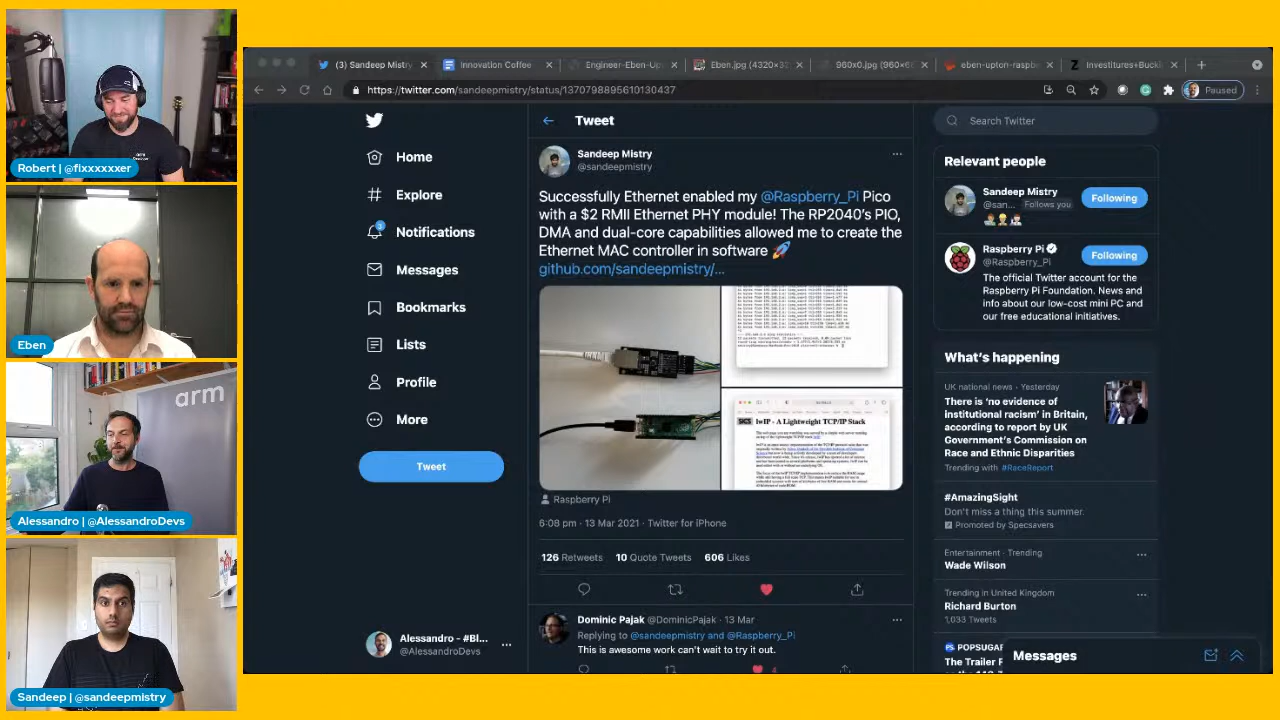 Robert | @fixxxxxxer
Eben
arm
Alessandro | @AlessandroDevs
Sandeep | @sandeepmistry
(3) Sandeep Mistry
Innovation Coffee
Engineer-Eben-Up
Eben.jpg (4320×3
960x0.jpg (960×6
eben-upton-raspb
Investitures+Buck
https://twitter.com/sandeepmistry/status/1370798895610130437
Paused
Home
Explore
Notifications
Messages
Bookmarks
Lists
Profile
More
Tweet
Alessandro - #Bl...
@AlessandroDevs
Tweet
Sandeep Mistry
@sandeepmistry
Successfully Ethernet enabled my @Raspberry_Pi Pico
with a $2 RMII Ethernet PHY module! The RP2040's PIO,
DMA and dual-core capabilities allowed me to create the
Ethernet MAC controller in software 🚀
github.com/sandeepmistry/...
lwIP - A Lightweight TCP/IP Stack
Raspberry Pi
6:08 pm · 13 Mar 2021 · Twitter for iPhone
126 Retweets 10 Quote Tweets 606 Likes
Dominic Pajak @DominicPajak · 13 Mar
Replying to @sandeepmistry and @Raspberry_Pi
This is awesome work can't wait to try it out.
Search Twitter
Relevant people
Sandeep Mistry
@san... Follows you
Following
Raspberry Pi
@Raspberry_Pi
Following
The official Twitter account for the
Raspberry Pi Foundation. News and
info about our low-cost mini PC and
our free educational initiatives.
What's happening
UK national news · Yesterday
There is 'no evidence of
institutional racism' in Britain,
according to report by UK
Government's Commission on
Race and Ethnic Disparities
Trending with #RaceReport
#AmazingSight
Don't miss a thing this summer.
Promoted by Specsavers
Entertainment · Trending
Wade Wilson
Trending in United Kingdom
Richard Burton
1,033 Tweets
POPSUGAR
The Trailer F
Messages